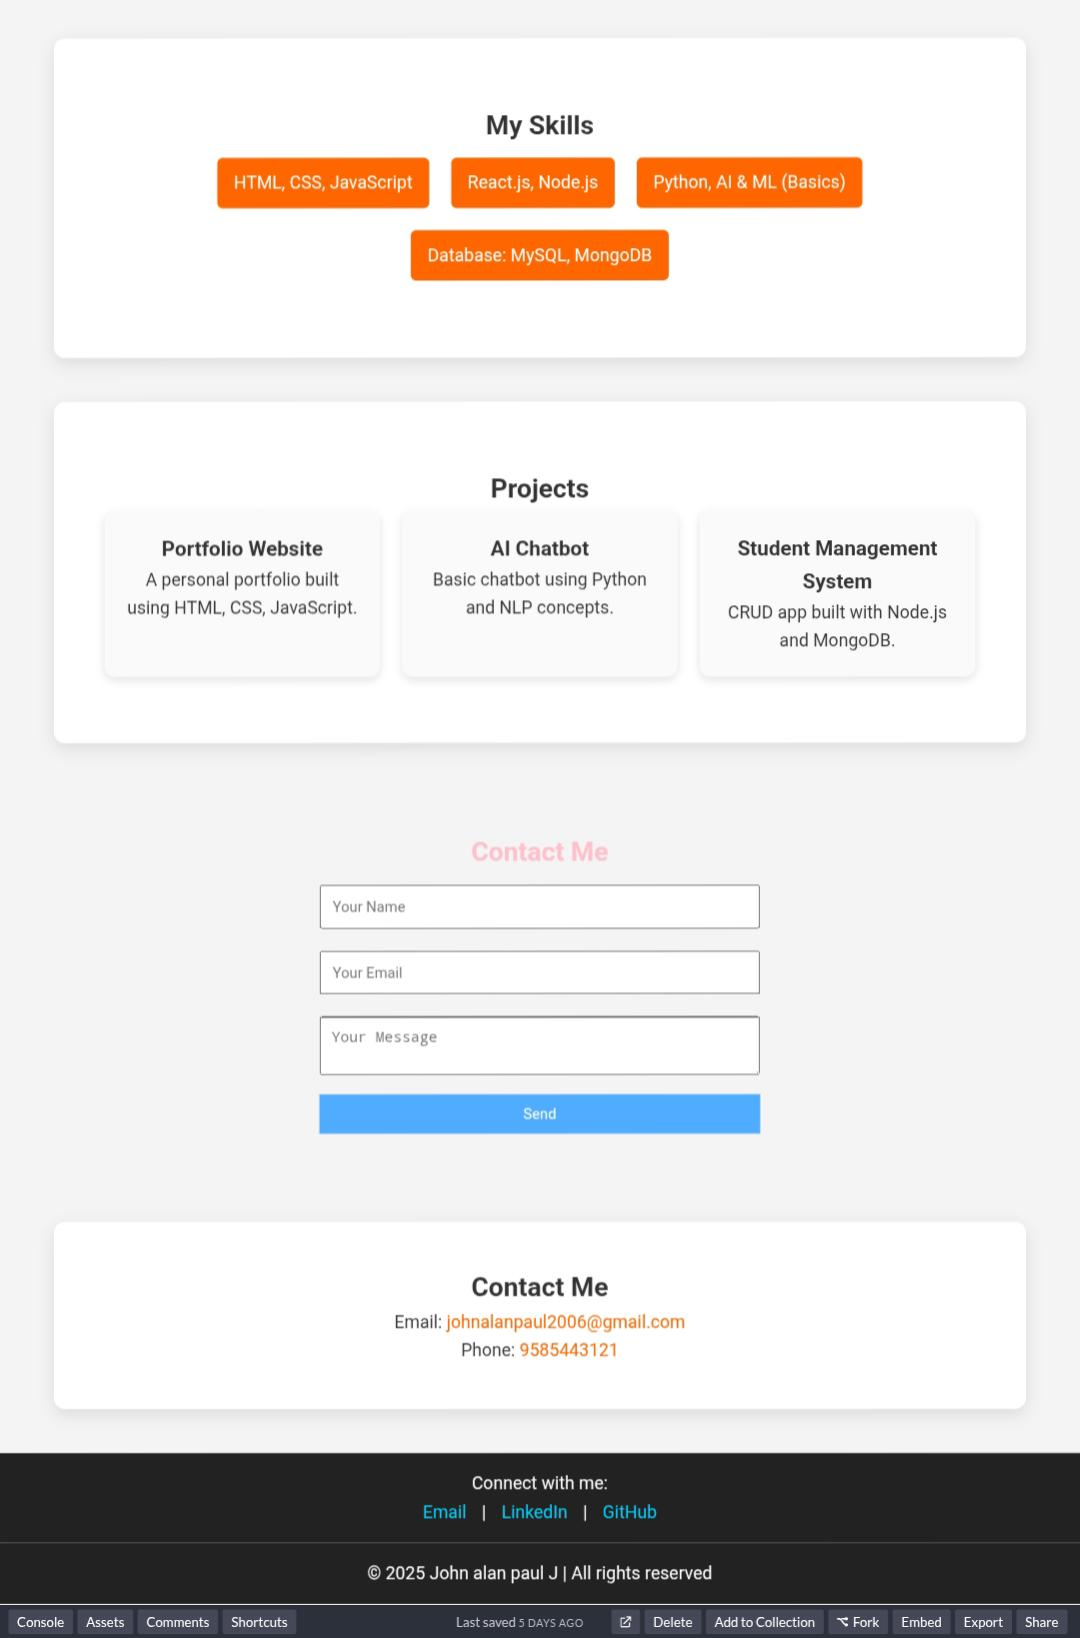 My Skills
HTML, CSS, JavaScript
React.js, Node.js
Python, AI & ML (Basics)
Database: MySQL, MongoDB
Projects
Portfolio Website
A personal portfolio built
using HTML, CSS, JavaScript.
AI Chatbot
Basic chatbot using Python
and NLP concepts.
Student Management
System
CRUD app built with Node.js
and MongoDB.
Contact Me
Your Name
Your Email
Your Message
Send
Contact Me
Email: johnalanpaul2006@gmail.com
Phone: 9585443121
Connect with me:
Email | LinkedIn | GitHub
© 2025 John alan paul J | All rights reserved
Console Assets Comments Shortcuts Last saved 5 DAYS AGO Delete Add to Collection Fork Embed Export Share